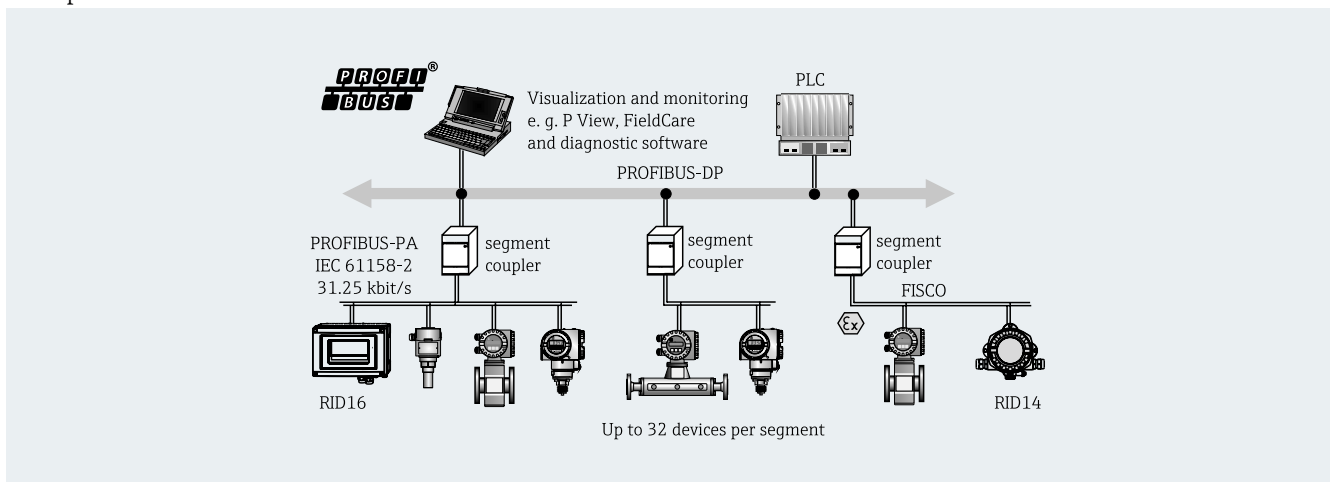 PROFI®
BUS
Visualization and monitoring
e. g. P View, FieldCare
and diagnostic software
PLC
PROFIBUS-DP
PROFIBUS-PA
IEC 61158-2
31.25 kbit/s
segment
coupler
segment
coupler
segment
coupler
FISCO
εx
RID16
RID14
Up to 32 devices per segment